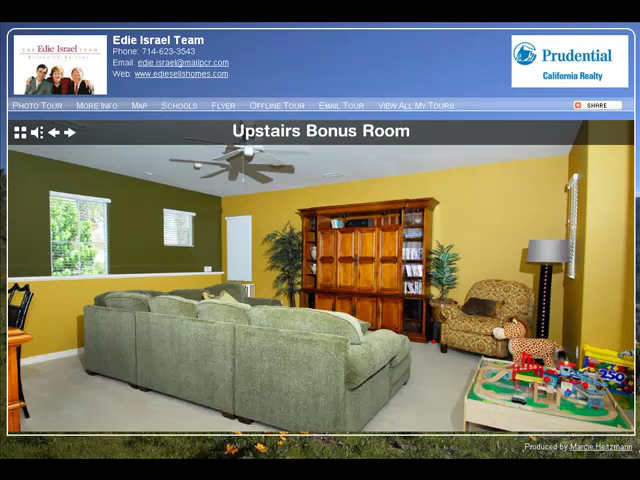 Edie Israel Team
Phone: 714-623-3543
Email: edie.israel@mailpcr.com
Web: www.ediesellshomes.com
THE Edie Israel TEAM
Prudential
California Realty
PHOTO TOUR MORE INFO MAP SCHOOLS FLYER OFFLINE TOUR EMAIL TOUR VIEW ALL MY TOURS
SHARE
Upstairs Bonus Room
250
Produced by Marcie Heitzmann